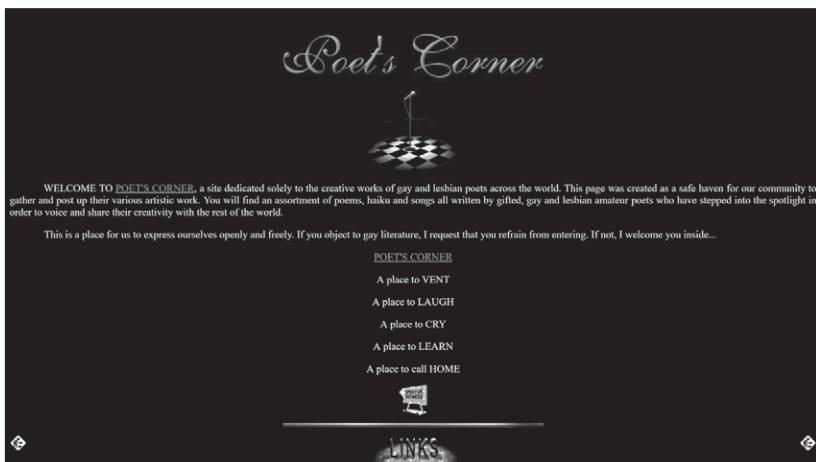 Poet's Corner
WELCOME TO POET'S CORNER, a site dedicated solely to the creative works of gay and lesbian poets across the world. This page was created as a safe haven for our community to
gather and post up their various artistic work. You will find an assortment of poems, haiku and songs all written by gifted, gay and lesbian amateur poets who have stepped into the spotlight in
order to voice and share their creativity with the rest of the world.
This is a place for us to express ourselves openly and freely. If you object to gay literature, I request that you refrain from entering. If not, I welcome you inside...
POET'S CORNER
A place to VENT
A place to LAUGH
A place to CRY
A place to LEARN
A place to call HOME
OPEN FOR
BUSINESS
LINKS